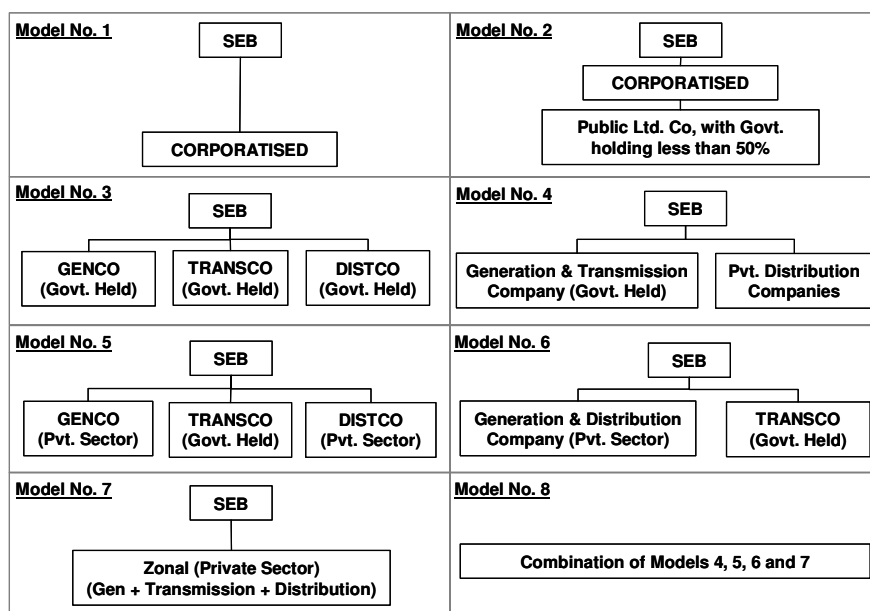 Model No. 1
SEB
CORPORATISED
Model No. 2
SEB
CORPORATISED
Public Ltd. Co, with Govt.
holding less than 50%
Model No. 3
SEB
GENCO
(Govt. Held)
TRANSCO
(Govt. Held)
DISTCO
(Govt. Held)
Model No. 4
SEB
Generation & Transmission
Company (Govt. Held)
Pvt. Distribution
Companies
Model No. 5
SEB
GENCO
(Pvt. Sector)
TRANSCO
(Govt. Held)
DISTCO
(Pvt. Sector)
Model No. 6
SEB
Generation & Distribution
Company (Pvt. Sector)
TRANSCO
(Govt. Held)
Model No. 7
SEB
Zonal (Private Sector)
(Gen + Transmission + Distribution)
Model No. 8
Combination of Models 4, 5, 6 and 7